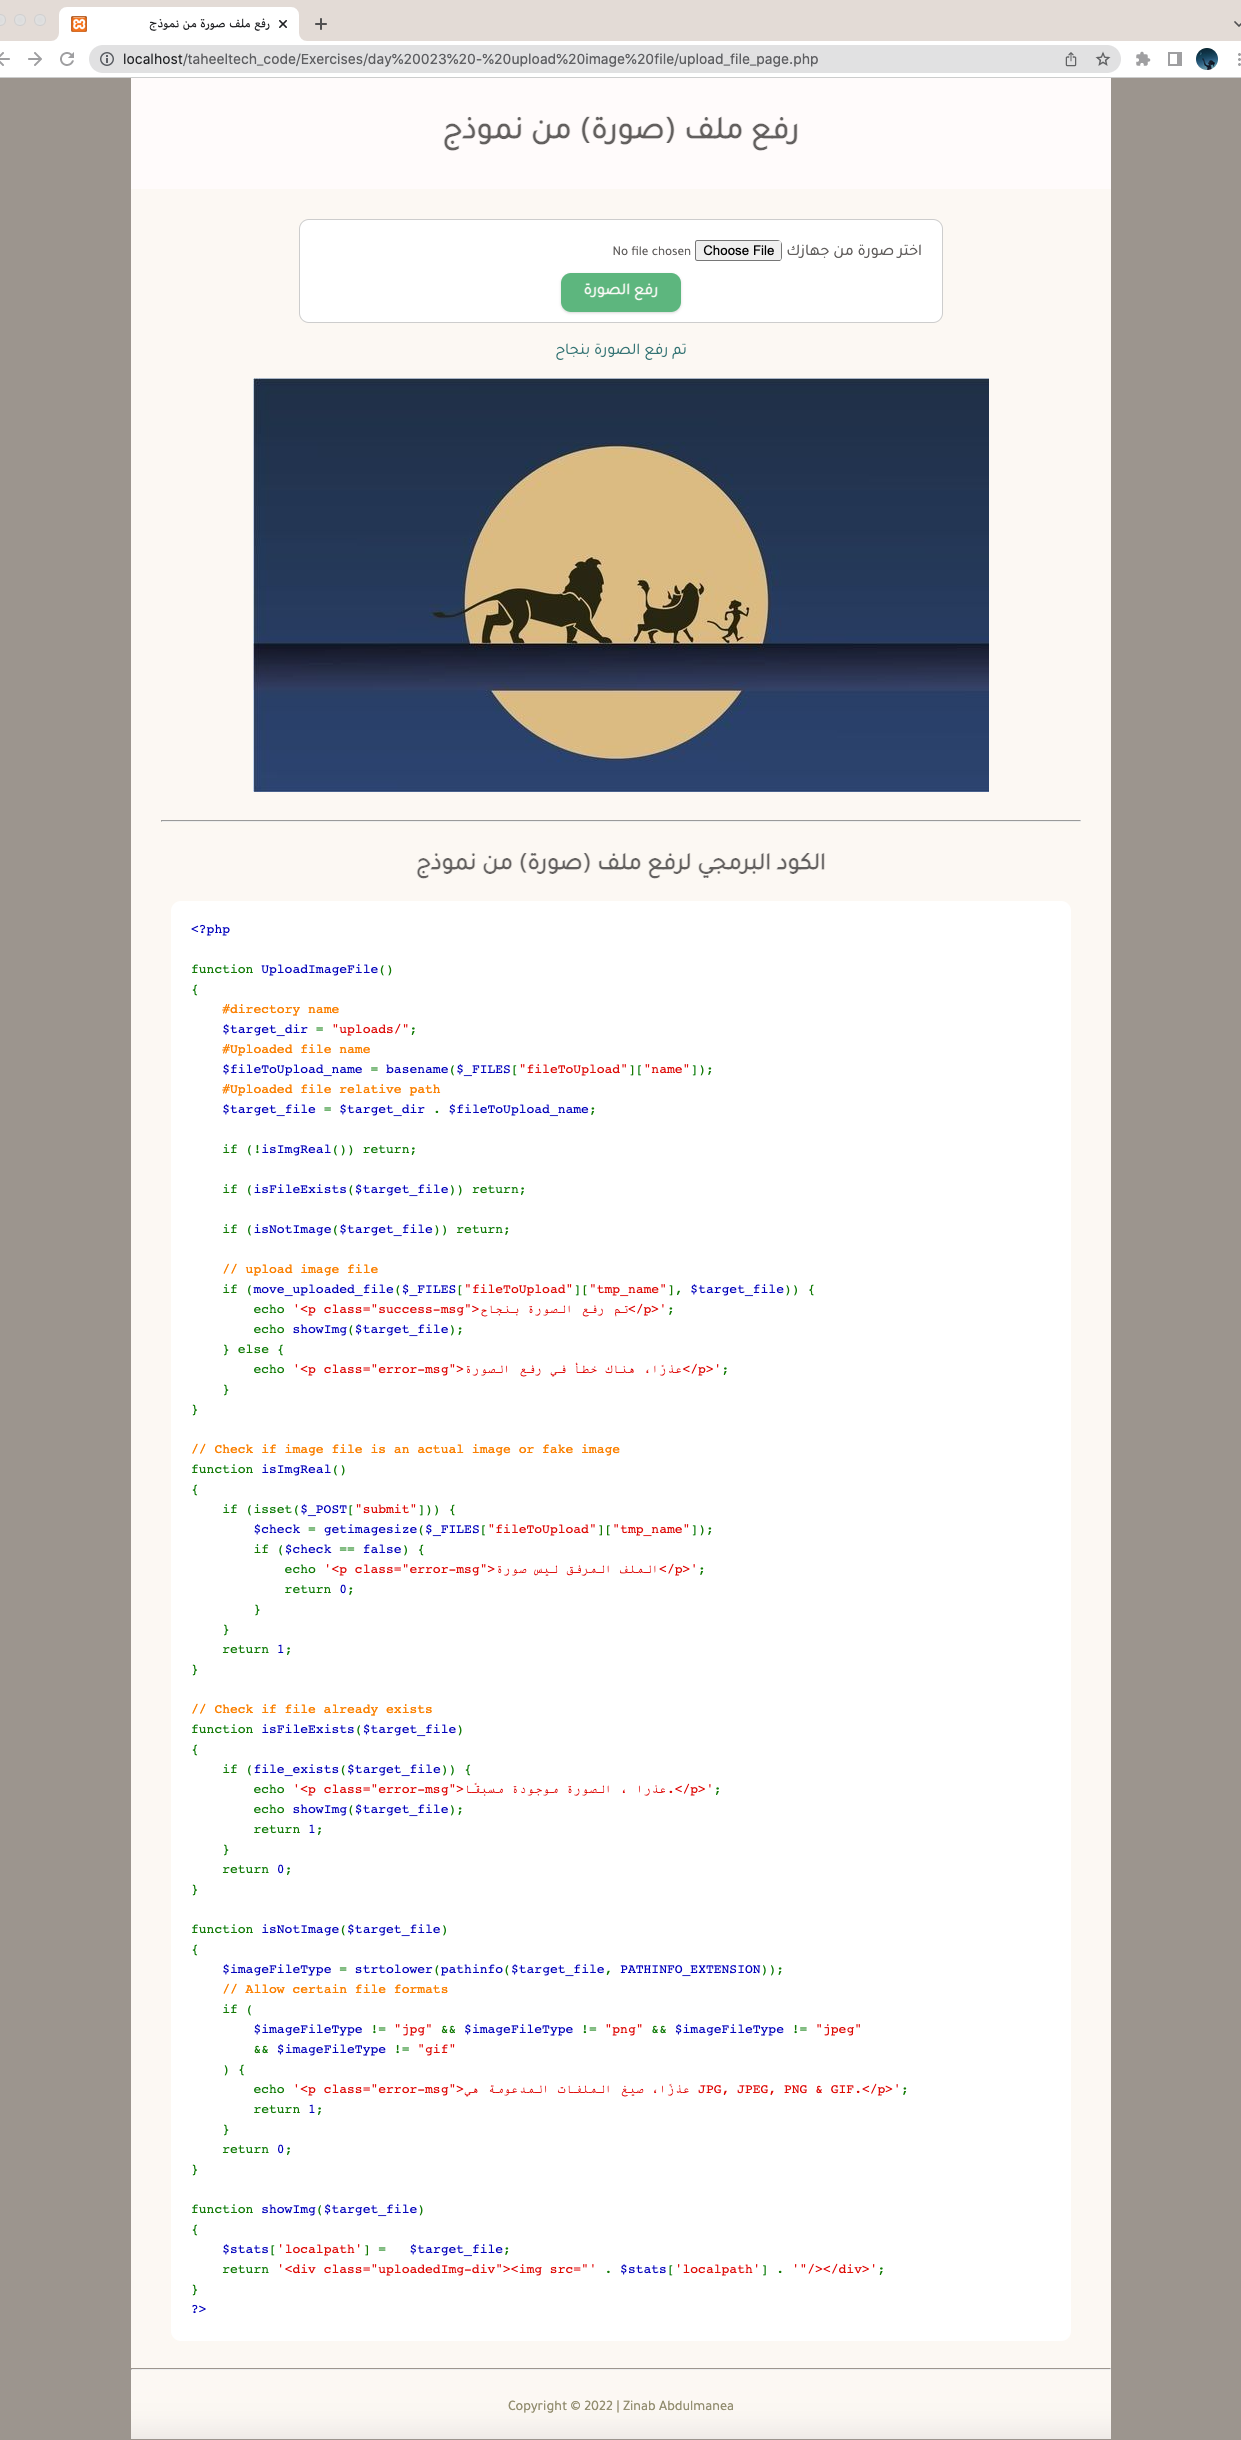 رفع ملف صورة من نموذج
localhost/taheeltech_code/Exercises/day%20023%20-%20upload%20image%20file/upload_file_page.php
رفع ملف (صورة) من نموذج
اختر صورة من جهازك Choose File No file chosen
رفع الصورة
تم رفع الصورة بنجاح
الكود البرمجي لرفع ملف (صورة) من نموذج
<?php
function UploadImageFile()
{
#directory name
$target_dir = "uploads/";
#Uploaded file name
$fileToUpload_name = basename($_FILES["fileToUpload"]["name"]);
#Uploaded file relative path
$target_file = $target_dir . $fileToUpload_name;
if (!isImgReal()) return;
if (isFileExists($target_file)) return;
if (isNotImage($target_file)) return;
// upload image file
if (move_uploaded_file($_FILES["fileToUpload"]["tmp_name"], $target_file)) {
echo '<p class="success-msg">تم رفع الصورة بنجاح</p>';
echo showImg($target_file);
} else {
echo '<p class="error-msg">عذرًا، هناك خطأ في رفع الصورة</p>';
}
}
// Check if image file is an actual image or fake image
function isImgReal()
{
if (isset($_POST["submit"])) {
$check = getimagesize($_FILES["fileToUpload"]["tmp_name"]);
if ($check == false) {
echo '<p class="error-msg">الملف المرفق ليس صورة</p>';
return 0;
}
}
return 1;
}
// Check if file already exists
function isFileExists($target_file)
{
if (file_exists($target_file)) {
echo '<p class="error-msg">عذرا ، الصورة موجودة مسبقًا.</p>';
echo showImg($target_file);
return 1;
}
return 0;
}
function isNotImage($target_file)
{
$imageFileType = strtolower(pathinfo($target_file, PATHINFO_EXTENSION));
// Allow certain file formats
if (
$imageFileType != "jpg" && $imageFileType != "png" && $imageFileType != "jpeg"
&& $imageFileType != "gif"
) {
echo '<p class="error-msg">عذرًا، صيغ الملفات المدعومة هي JPG, JPEG, PNG & GIF.</p>';
return 1;
}
return 0;
}
function showImg($target_file)
{
$stats['localpath'] =   $target_file;
return '<div class="uploadedImg-div"><img src="' . $stats['localpath'] . '"/></div>';
}
?>
Copyright © 2022 | Zinab Abdulmanea